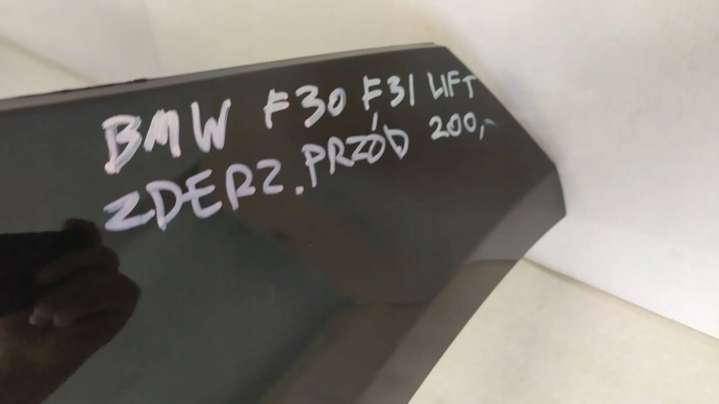 BMW F30 F31 LIFT
ZDERZ. PRZÓD 200,-